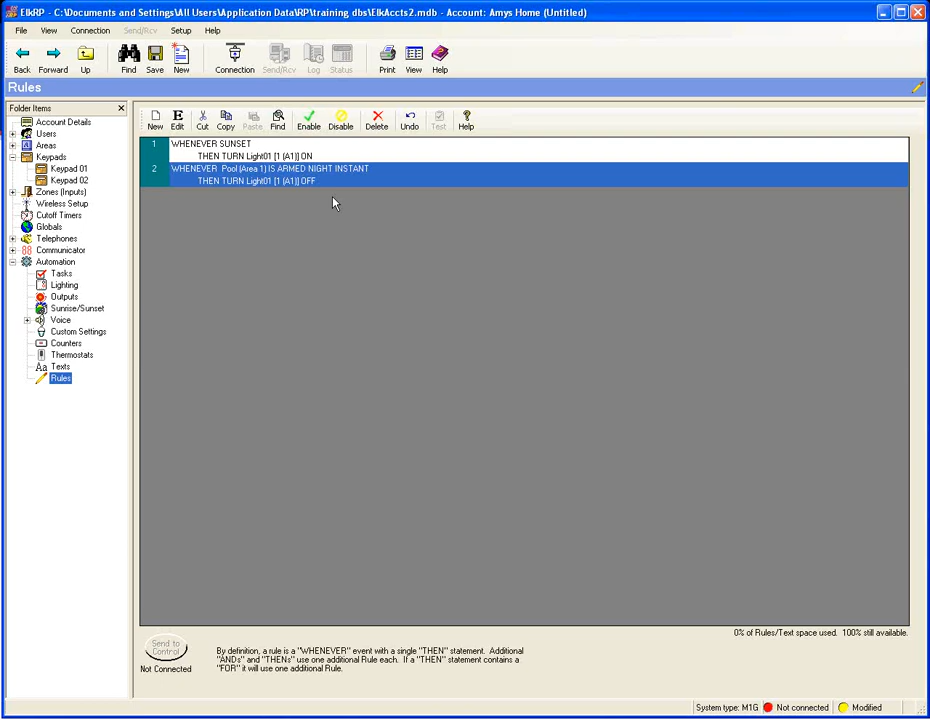 ElkRP - C:\Documents and Settings\All Users\Application Data\RP\training dbs\ElkAccts2.mdb - Account: Amys Home (Untitled)
File View Connection Send/Rcv Setup Help
Back Forward Up Find Save New Connection Send/Rcv Log Status Print View Help
Rules
Folder Items
Account Details
Users
Areas
Keypads
Keypad 01
Keypad 02
Zones (Inputs)
Wireless Setup
Cutoff Timers
Globals
Telephones
Communicator
Automation
Tasks
Lighting
Outputs
Sunrise/Sunset
Voice
Custom Settings
Counters
Thermostats
Texts
Rules
New Edit Cut Copy Paste Find Enable Disable Delete Undo Test Help
1 WHENEVER SUNSET
THEN TURN Light01 [1 (A1)] ON
2 WHENEVER Pool (Area 1) IS ARMED NIGHT INSTANT
THEN TURN Light01 [1 (A1)] OFF
0% of Rules/Text space used. 100% still available.
Send to
Control
Not Connected
By definition, a rule is a "WHENEVER" event with a single "THEN" statement. Additional
"ANDs" and "THENs" use one additional Rule each. If a "THEN" statement contains a
"FOR" it will use one additional Rule.
System type: M1G Not connected Modified